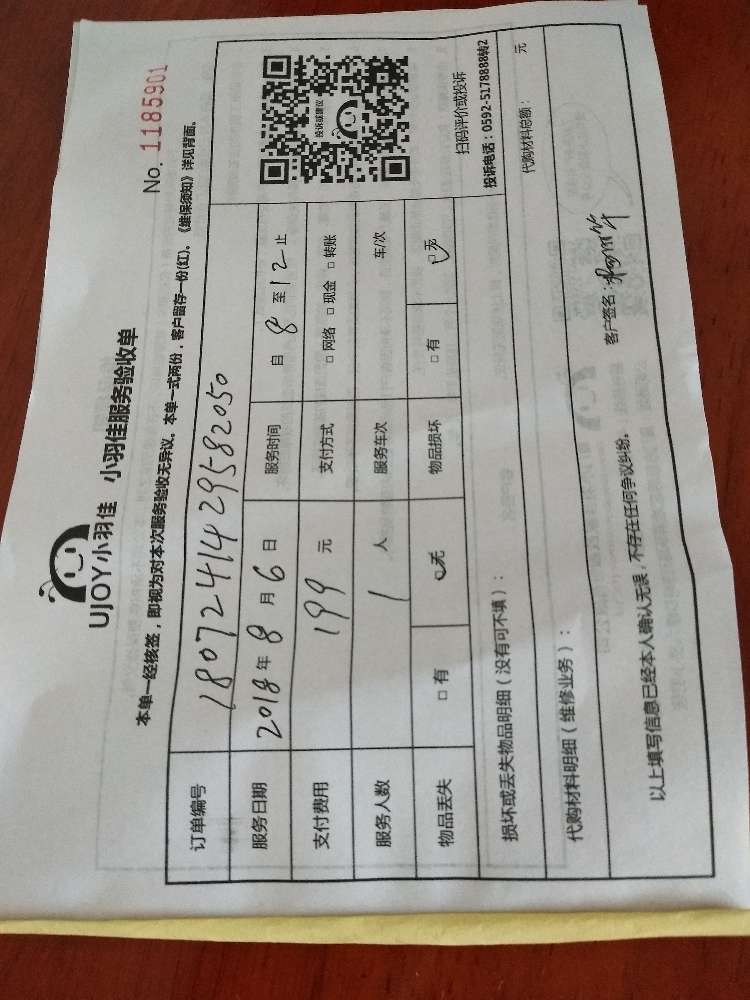 UJOY小羽佳 小羽佳服务验收单
No. 1185901
本单一经核签，即视为对本次服务验收无异议。本单一式两份，客户留存一份(红)。《维保须知》详见背面。
订单编号 180724142958​2050
服务日期 2018 年 8 月 6 日 服务时间 自 8 至 12 止
支付费用 199 元 支付方式 □ 网络 □ 现金 □ 转账
服务人数 1 人 服务车次 车/次
物品丢失 □ 有 □ 无 物品损坏 □ 有 □ 无
投诉或建议
扫码评价或投诉
投诉电话：0592-5178888转2
损坏或丢失物品明细（没有可不填）：
代购材料明细（维修业务）：
代购材料总额： 元
以上填写信息已经本人确认无误，不存在任何争议纠纷。 客户签名：